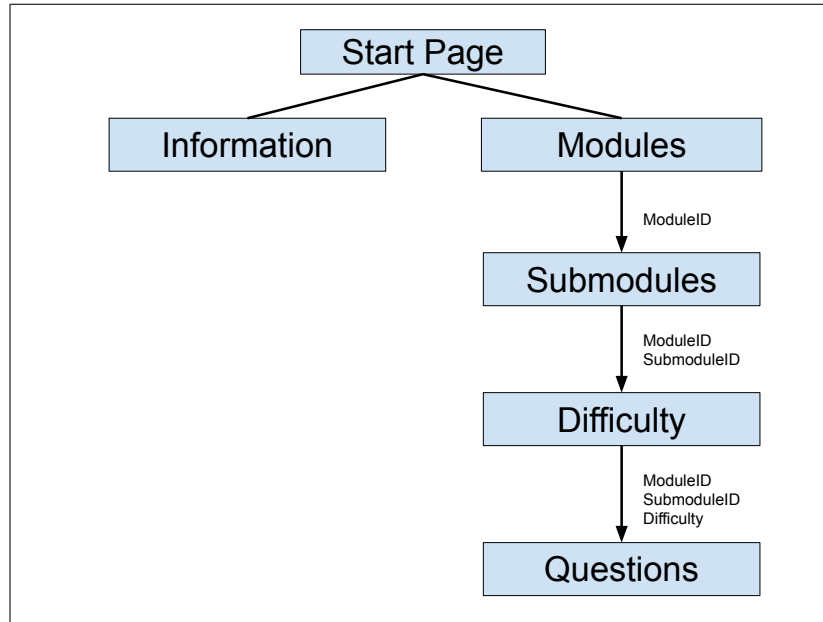 Start Page
Information
Modules
ModuleID
Submodules
ModuleID
SubmoduleID
Difficulty
ModuleID
SubmoduleID
Difficulty
Questions